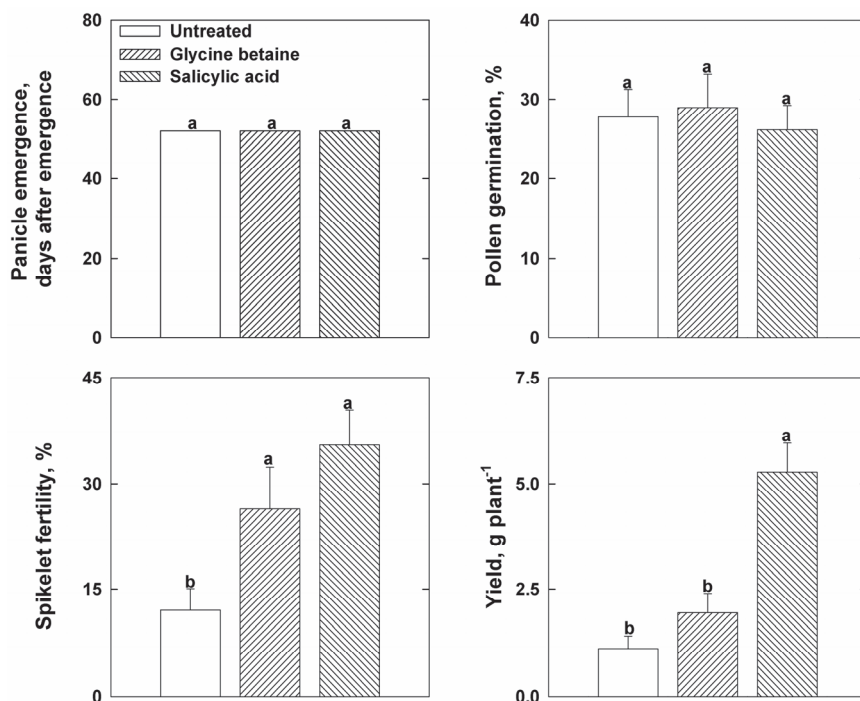 80
60
40
20
0
Panicle emergence,
days after emergence
Untreated
Glycine betaine
Salicylic acid
a a a
40
30
20
10
0
Pollen germination, %
a a a
45
30
15
0
Spikelet fertility, %
b a a
7.5
5.0
2.5
0.0
Yield, g plant⁻¹
b b a